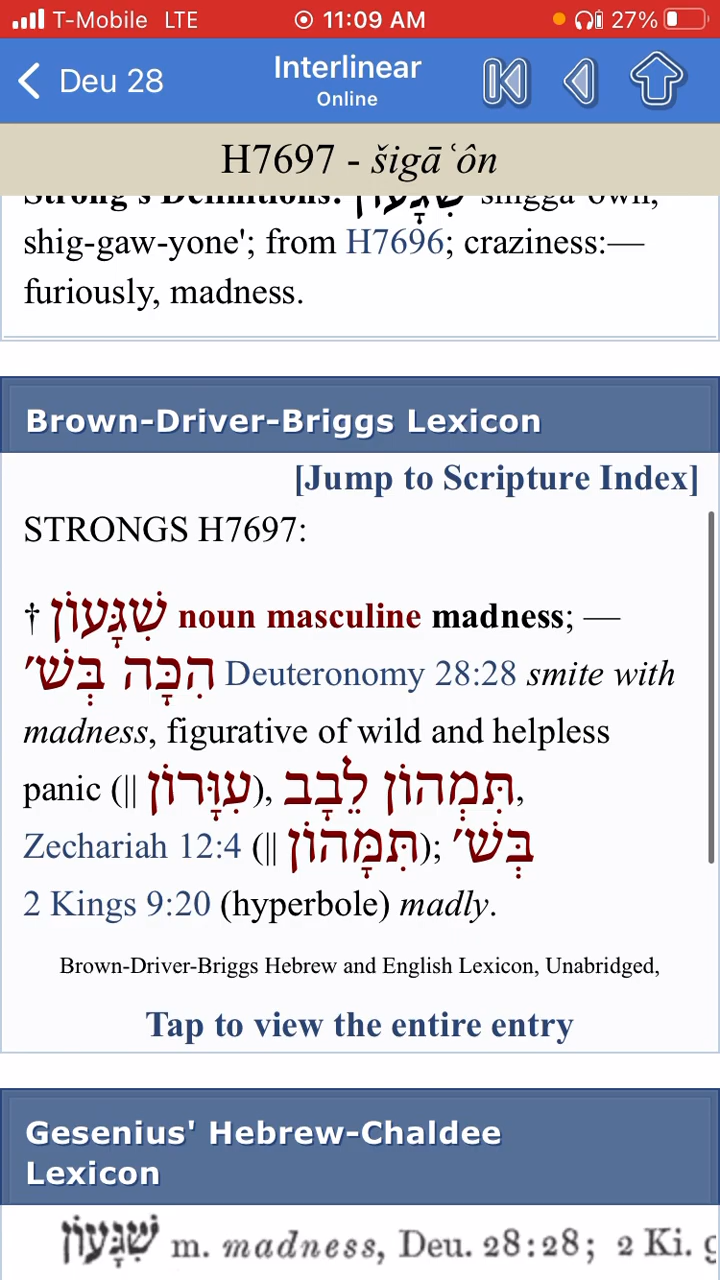 T-Mobile LTE 11:09 AM 27%
Deu 28 Interlinear
Online
H7697 - šigāʿôn
Strong's Definitions: שִׁגָּעוֹן shiggâʻôwn,
shig-gaw-yone'; from H7696; craziness:—
furiously, madness.
Brown-Driver-Briggs Lexicon
[Jump to Scripture Index]
STRONGS H7697:
† שִׁגָּעוֹן noun masculine madness; —
הִכָּה בְּשׁ׳ Deuteronomy 28:28 smite with
madness, figurative of wild and helpless
panic (|| עִוָּרוֹן), תִּמְהוֹן לֵבָב,
Zechariah 12:4 (|| תִּמָּהוֹן); בְּשׁ׳
2 Kings 9:20 (hyperbole) madly.
Brown-Driver-Briggs Hebrew and English Lexicon, Unabridged,
Tap to view the entire entry
Gesenius' Hebrew-Chaldee
Lexicon
שִׁגָּעוֹן m. madness, Deu. 28:28; 2 Ki.